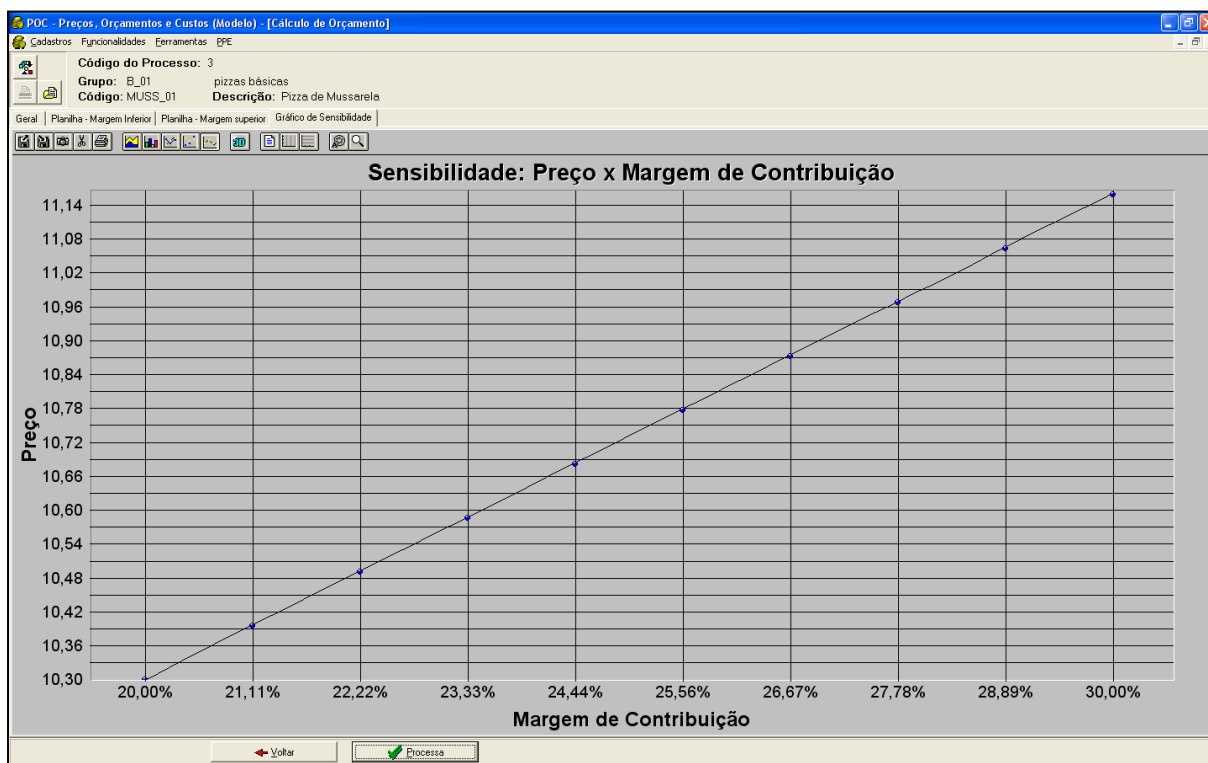 POC - Preços, Orçamentos e Custos (Modelo) - [Cálculo de Orçamento]
Cadastros Funcionalidades Ferramentas PPE
Código do Processo: 3
Grupo: B_01 pizzas básicas
Código: MUSS_01 Descrição: Pizza de Mussarela
Geral Planilha - Margem Inferior Planilha - Margem superior Gráfico de Sensibilidade
3D
Sensibilidade: Preço x Margem de Contribuição
11,14
11,08
11,02
10,96
10,90
10,84
10,78
10,72
10,66
10,60
10,54
10,48
10,42
10,36
10,30
Preço
20,00% 21,11% 22,22% 23,33% 24,44% 25,56% 26,67% 27,78% 28,89% 30,00%
Margem de Contribuição
Voltar Processa